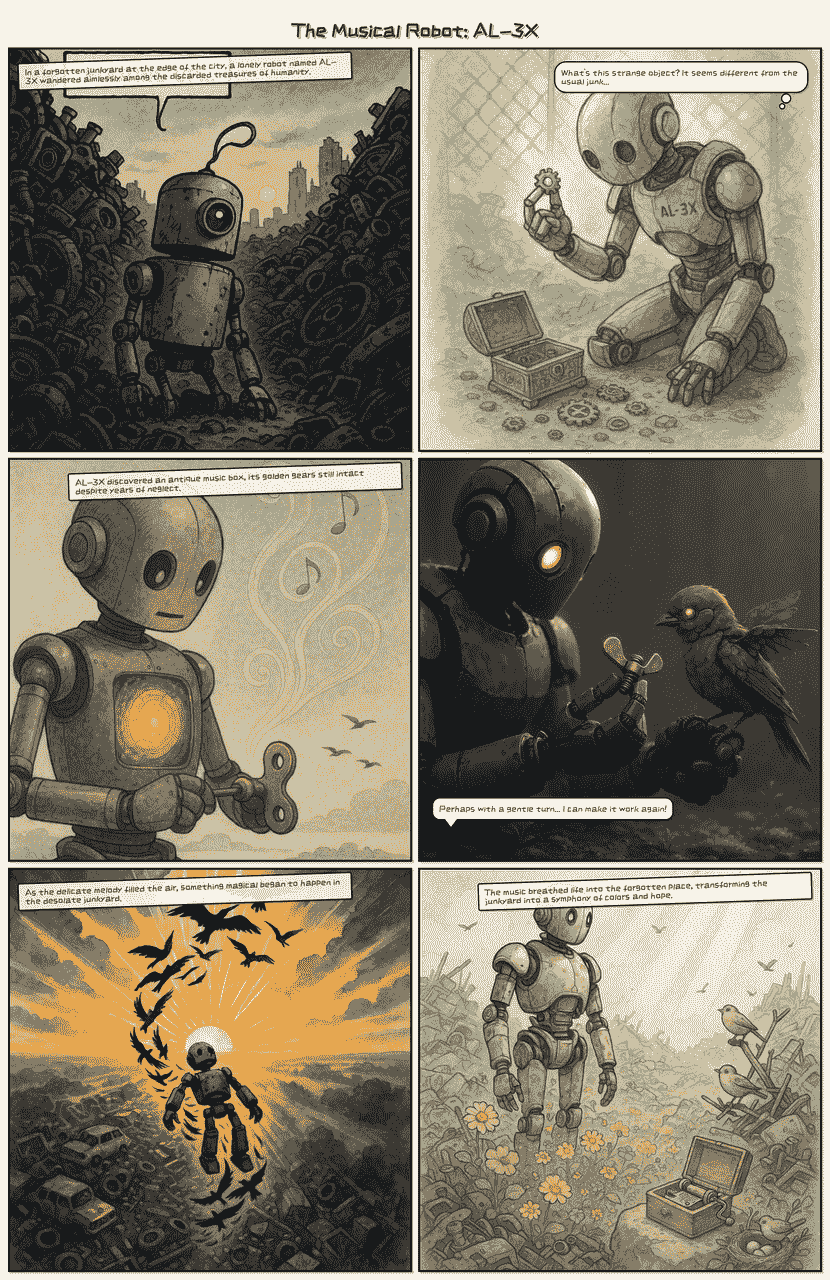 The Musical Robot: AL-3X
In a forgotten junkyard at the edge of the city, a lonely robot named AL-
3X wandered aimlessly among the discarded treasures of humanity.
What's this strange object? It seems different from the
usual junk...
AL-3X
AL-3X discovered an antique music box, its golden gears still intact
despite years of neglect.
Perhaps with a gentle turn... I can make it work again!
As the delicate melody filled the air, something magical began to happen in
the desolate junkyard.
The music breathed life into the forgotten place, transforming the
junkyard into a symphony of colors and hope.